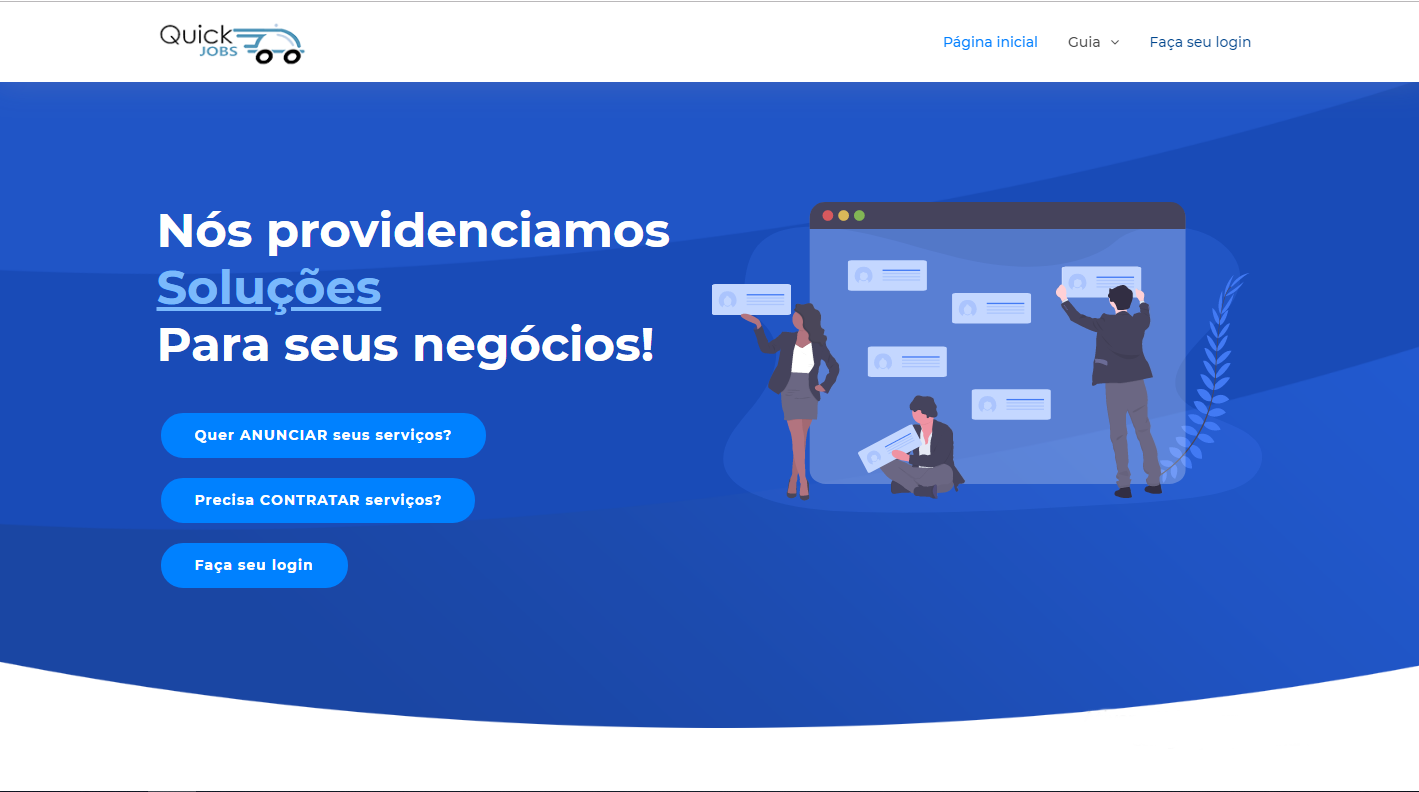 Quick
JOBS
Página inicial
Guia
Faça seu login
Nós providenciamos
Soluções
Para seus negócios!
Quer ANUNCIAR seus serviços?
Precisa CONTRATAR serviços?
Faça seu login